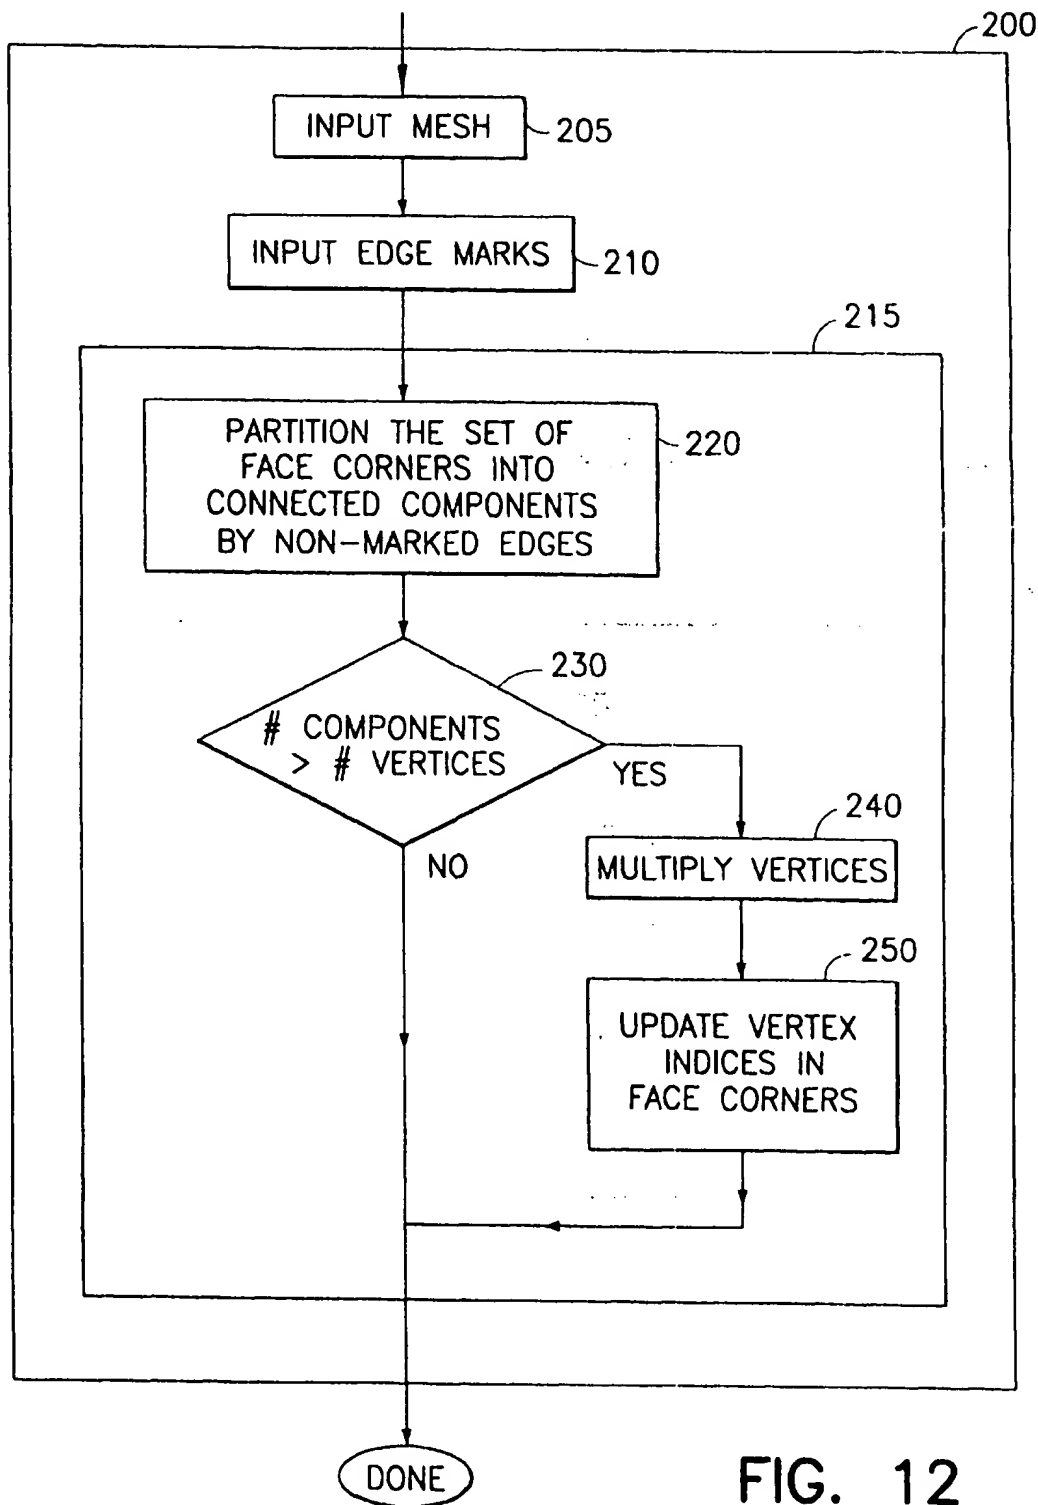 200
INPUT MESH
205
INPUT EDGE MARKS
210
215
PARTITION THE SET OF
FACE CORNERS INTO
CONNECTED COMPONENTS
BY NON-MARKED EDGES
220
230
# COMPONENTS
> # VERTICES
YES
NO
240
MULTIPLY VERTICES
250
UPDATE VERTEX
INDICES IN
FACE CORNERS
DONE
FIG. 12